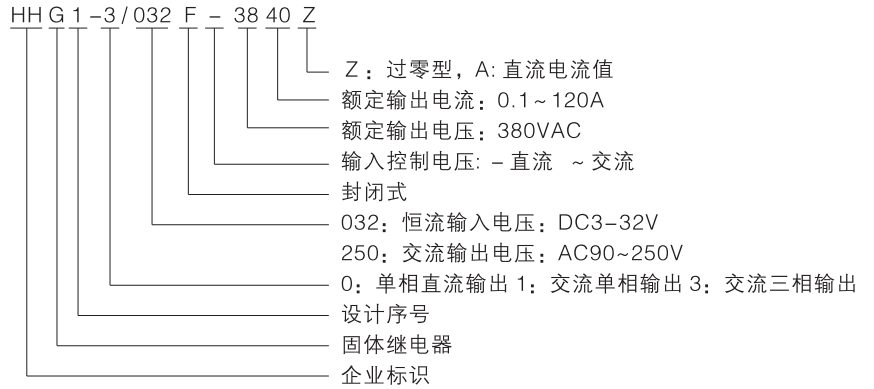 HHG1-3/032F-3840Z
Z：过零型，A：直流电流值
额定输出电流：0.1~120A
额定输出电压：380VAC
输入控制电压：-直流 ~交流
封闭式
032：恒流输入电压：DC3-32V
250：交流输出电压：AC90~250V
0：单相直流输出1：交流单相输出3：交流三相输出
设计序号
固体继电器
企业标识